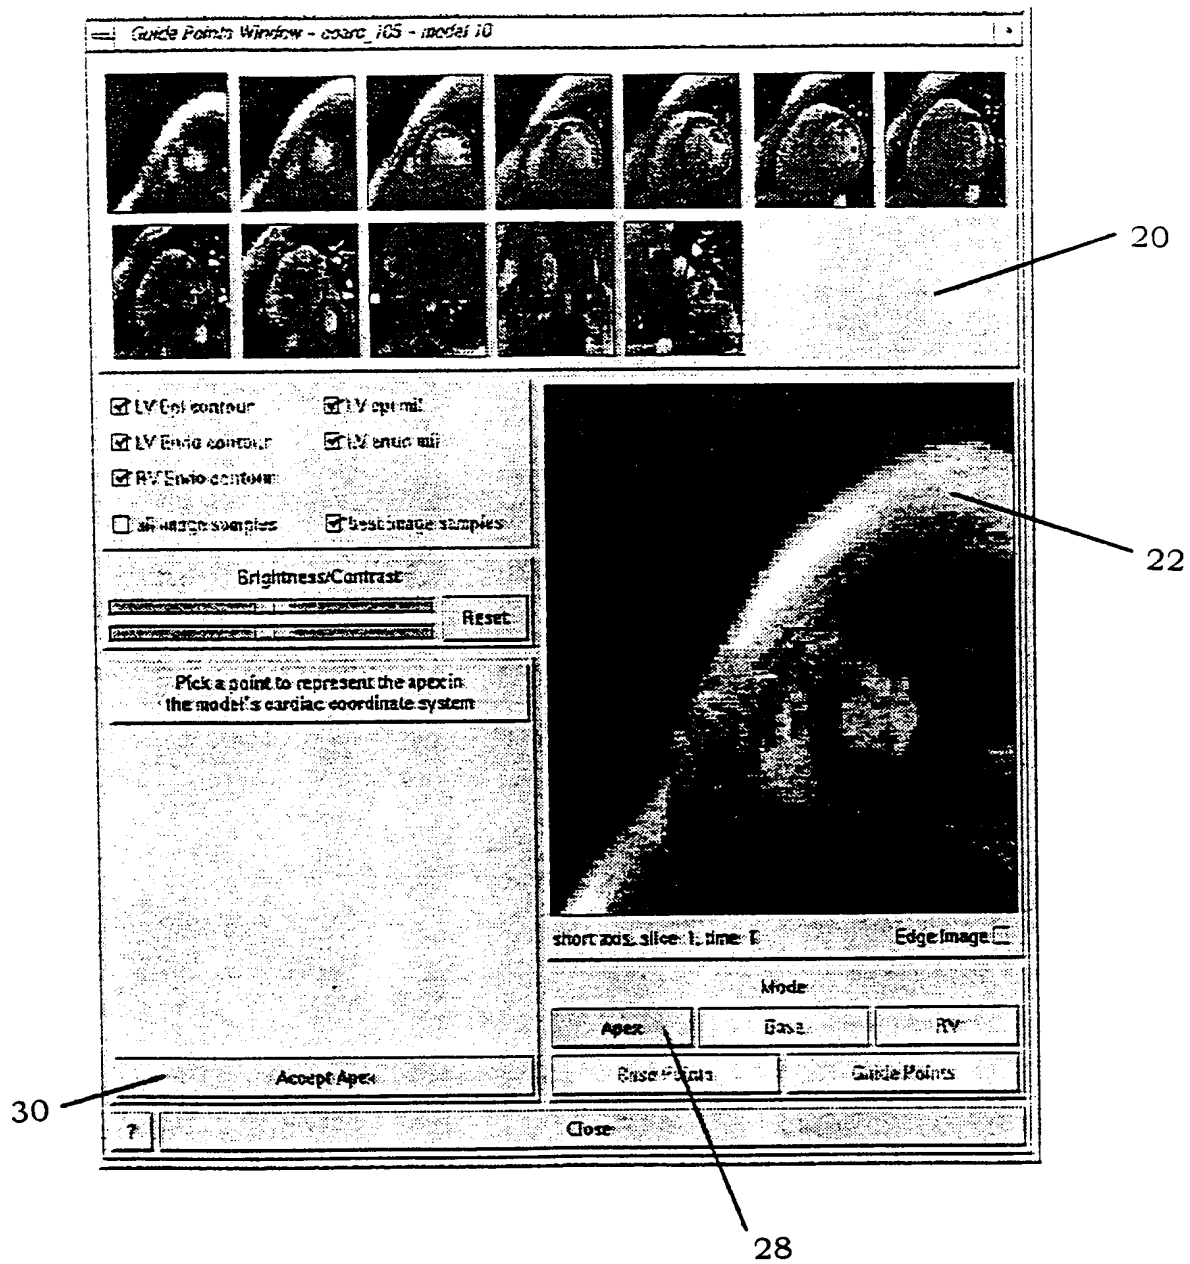 Guide Points Window - coarc_105 - model 10
20
LV Epi contour
LV epi mil
LV Endo contour
LV endo mil
RV Endo contour
all image samples
best image samples
22
Brightness/Contrast
Reset
Pick a point to represent the apex in
the model's cardiac coordinate system
short axis, slice: 1, time:
Edge Image
Mode
Apex
Base
RV
Base Points
Guide Points
Accept Apex
30
?
Close
28